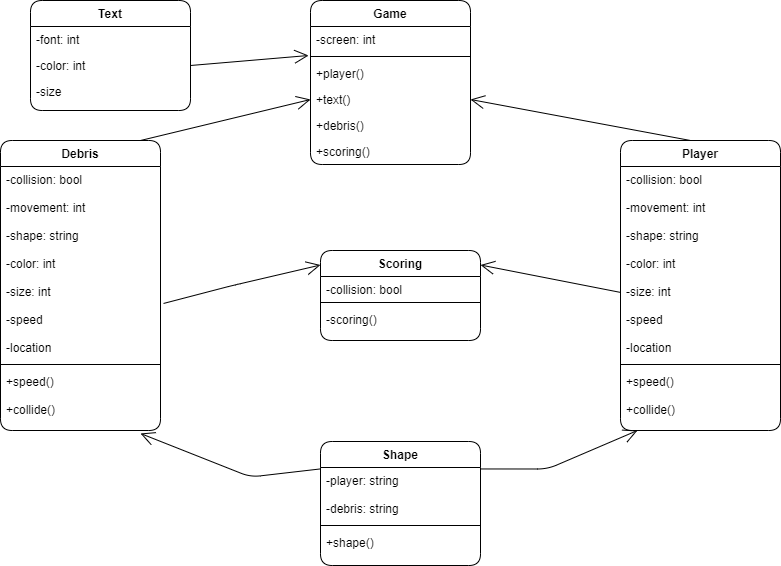 Text
-font: int
-color: int
-size
Game
-screen: int
+player()
+text()
+debris()
+scoring()
Debris
-collision: bool
-movement: int
-shape: string
-color: int
-size: int
-speed
-location
+speed()
+collide()
Scoring
-collision: bool
-scoring()
Player
-collision: bool
-movement: int
-shape: string
-color: int
-size: int
-speed
-location
+speed()
+collide()
Shape
-player: string
-debris: string
+shape()